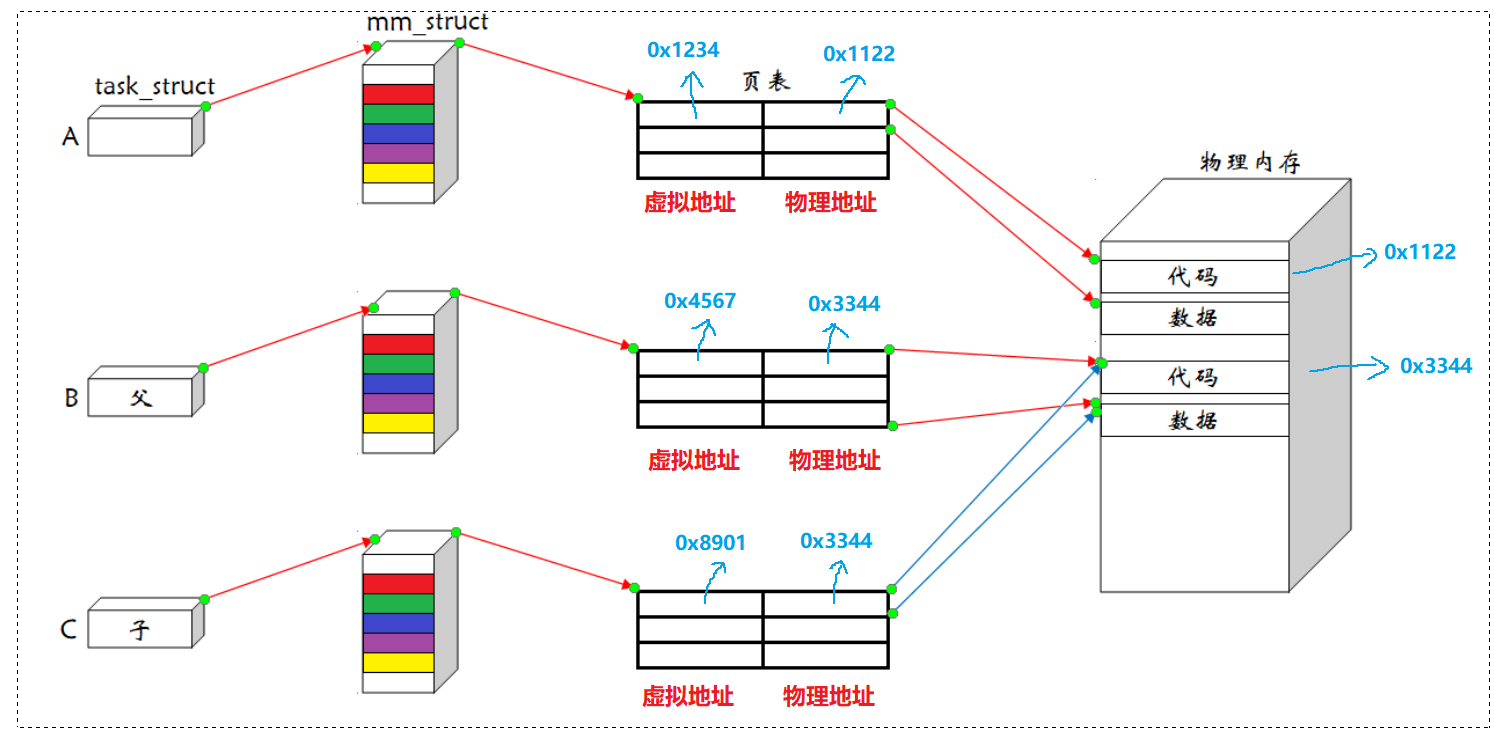 mm_struct
task_struct
A
0x1234
页表
0x1122
虚拟地址
物理地址
物理内存
代码
0x1122
数据
代码
0x3344
数据
B
父
0x4567
0x3344
虚拟地址
物理地址
C
子
0x8901
0x3344
虚拟地址
物理地址